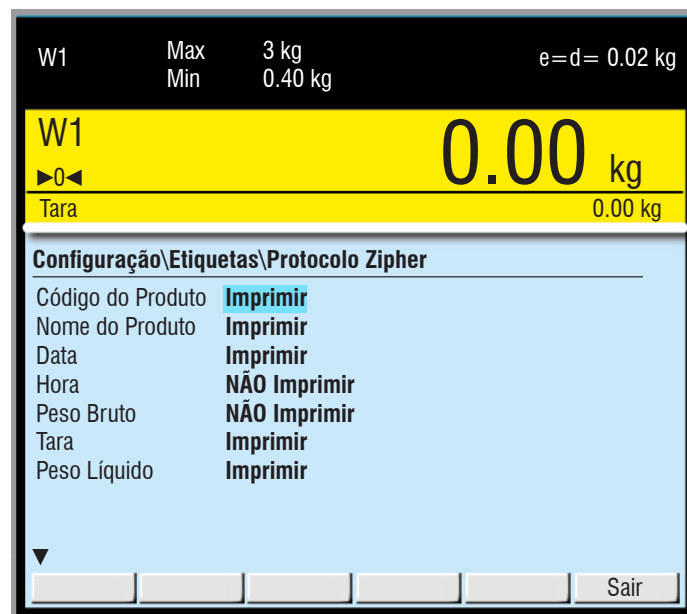 W1 Max 3 kg e=d= 0.02 kg
Min 0.40 kg
W1 0.00 kg
▶0◀
Tara 0.00 kg
Configuração\Etiquetas\Protocolo Zipher
Código do Produto Imprimir
Nome do Produto Imprimir
Data Imprimir
Hora NÃO Imprimir
Peso Bruto NÃO Imprimir
Tara Imprimir
Peso Líquido Imprimir
▼
Sair